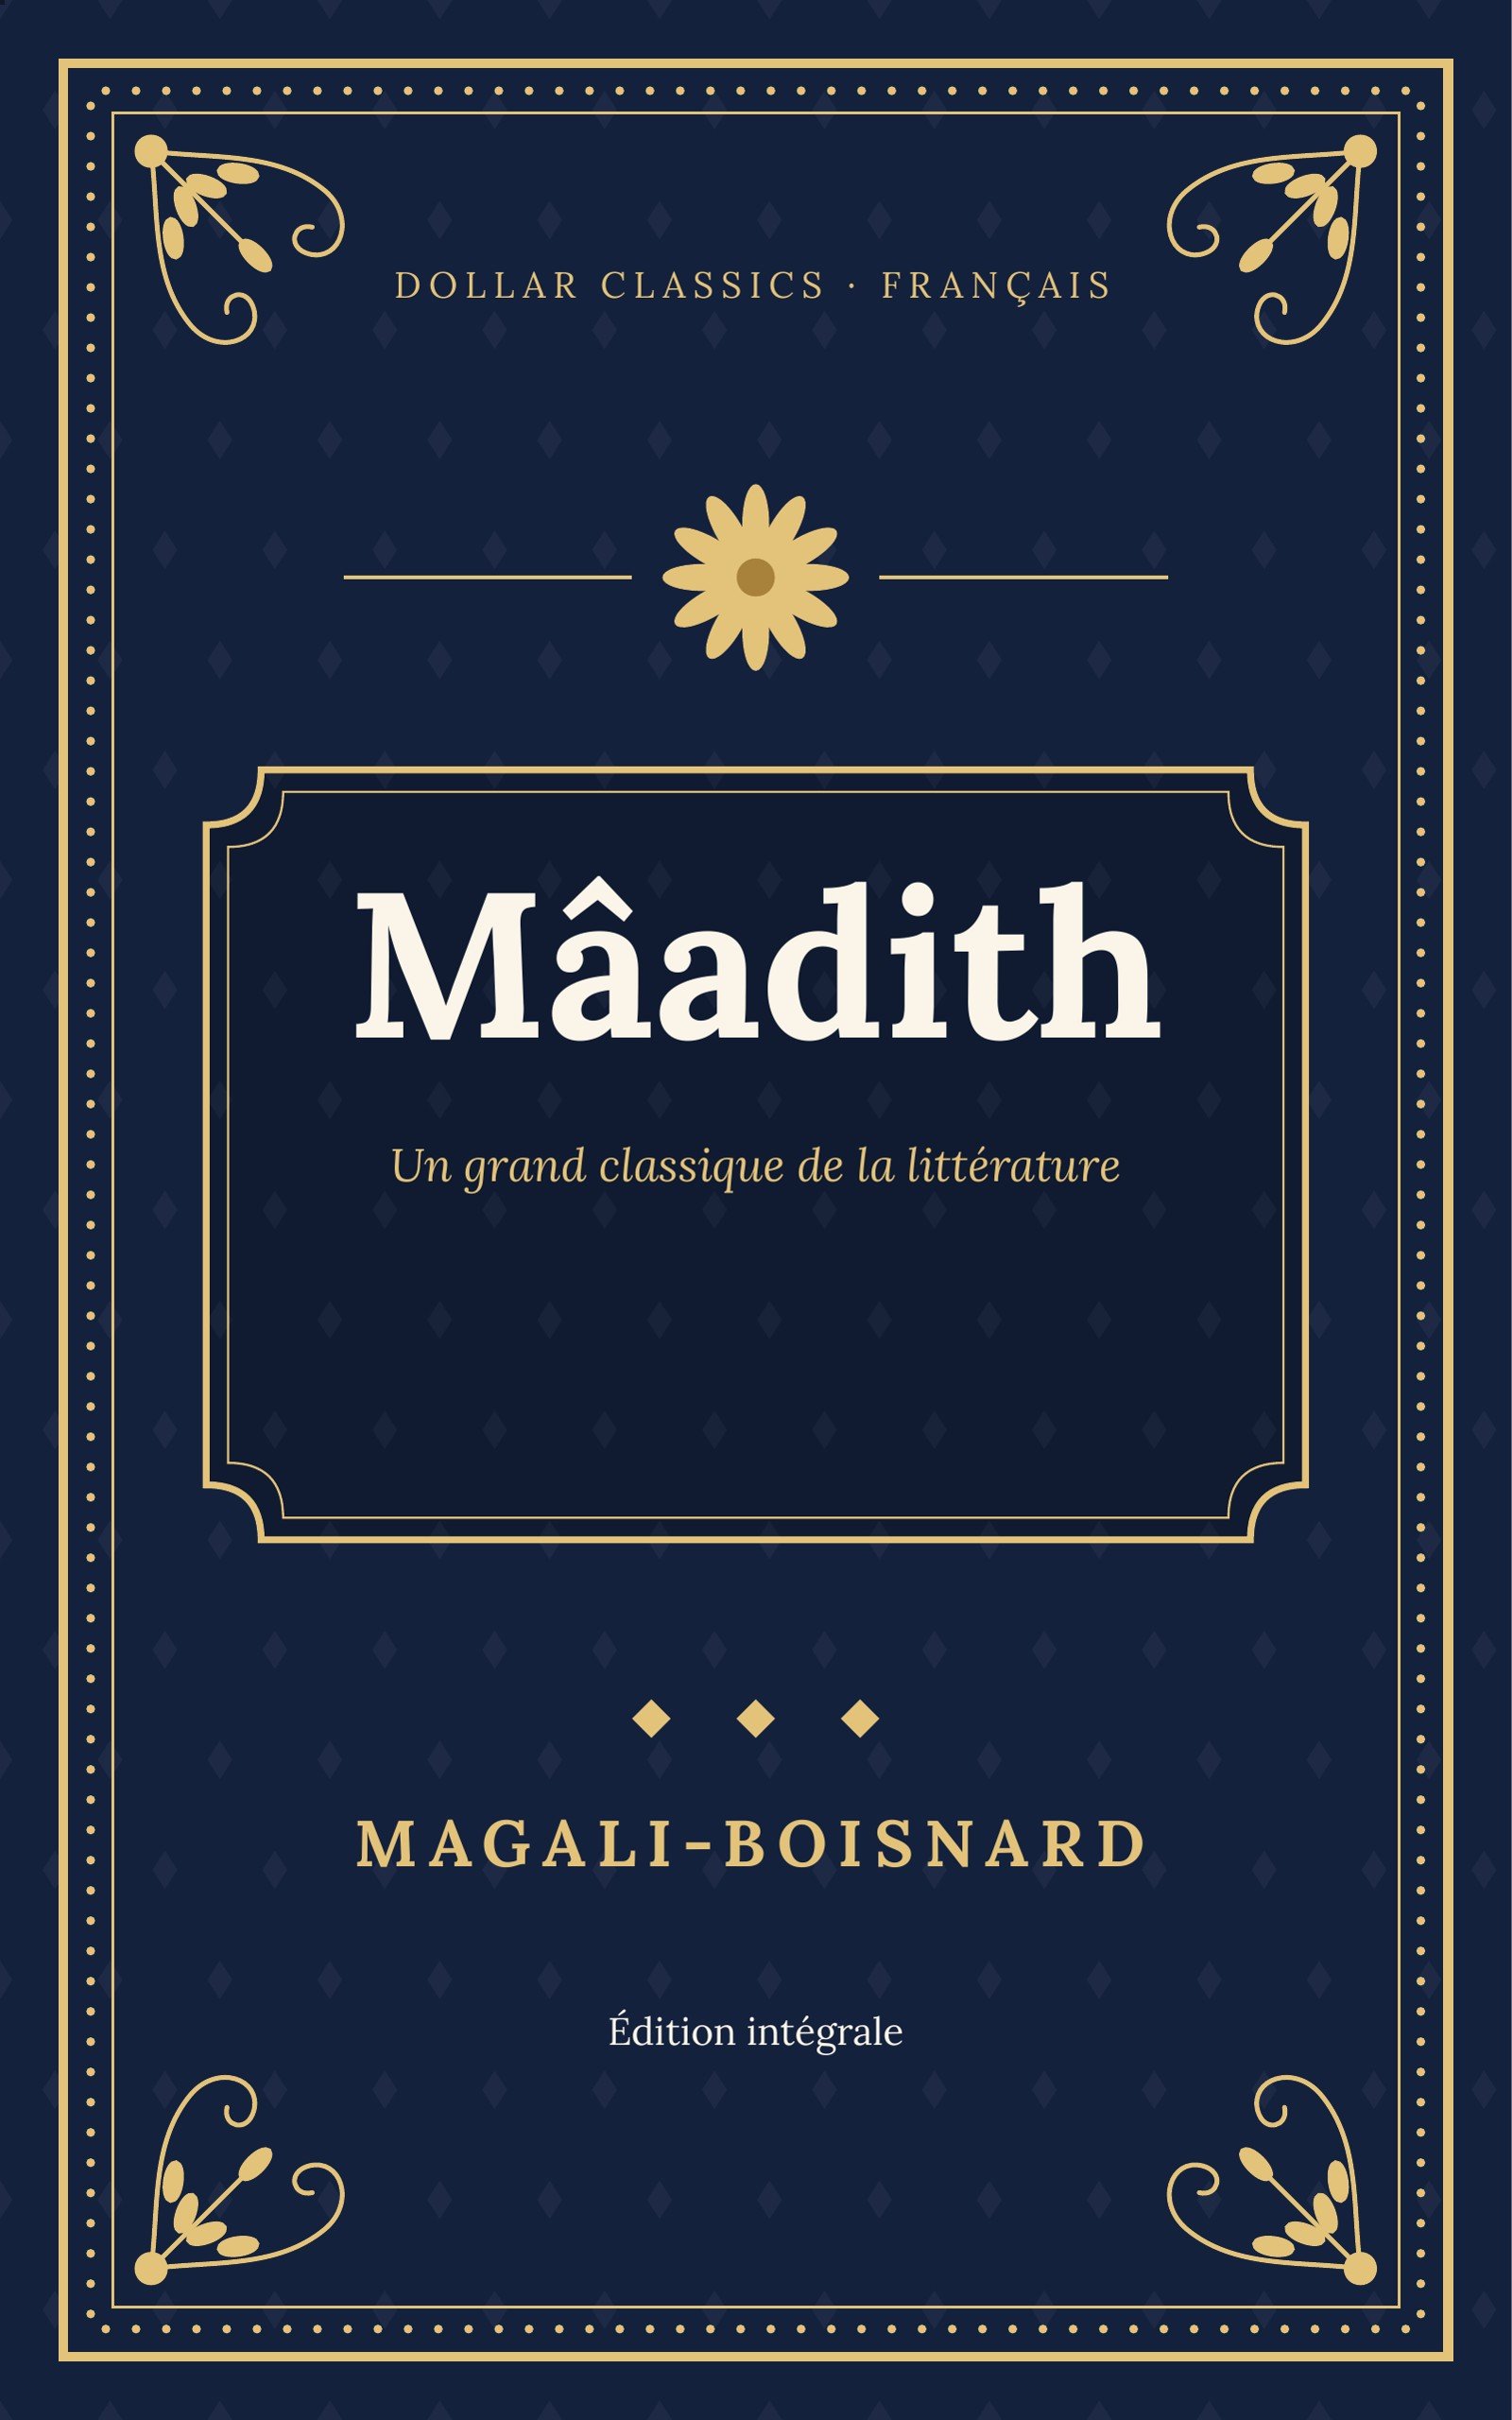 DOLLAR CLASSICS · FRANÇAIS
Mâadith
Un grand classique de la littérature
MAGALI-BOISNARD
Édition intégrale